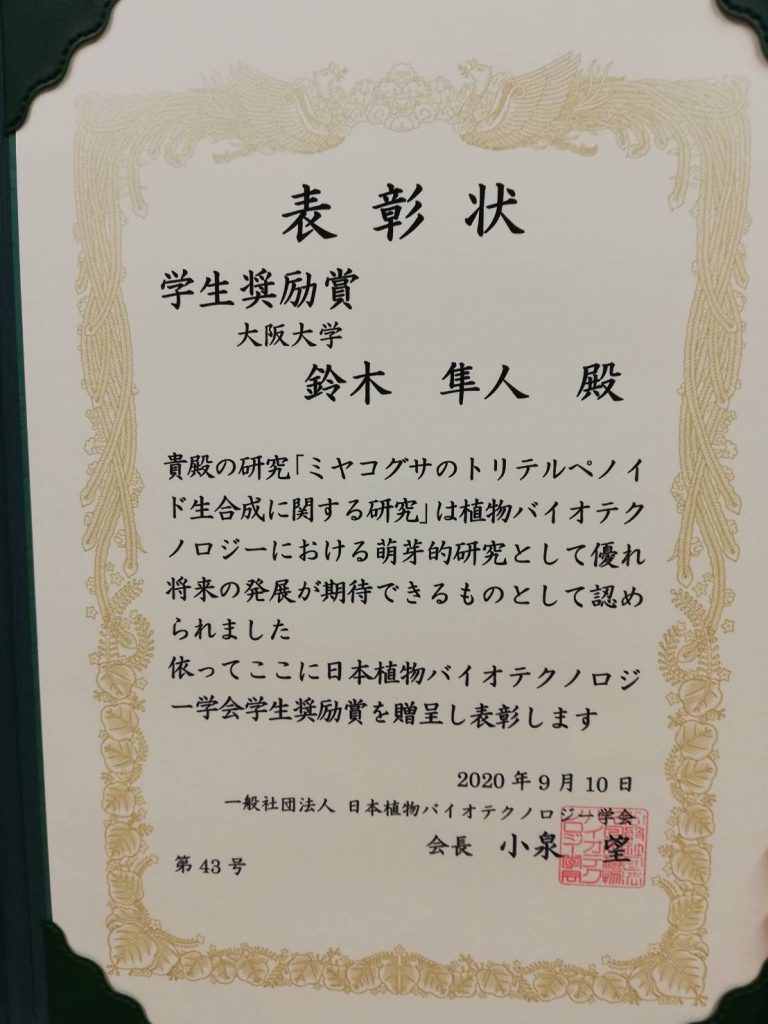 表彰状
学生奨励賞
大阪大学
鈴木 隼人 殿
貴殿の研究「ミヤコグサのトリテルペノイ
ド生合成に関する研究」は植物バイオテク
ノロジーにおける萌芽的研究として優れ
将来の発展が期待できるものとして認め
られました
依ってここに日本植物バイオテクノロジ
ー学会学生奨励賞を贈呈し表彰します
2020年9月10日
一般社団法人 日本植物バイオテクノロジー学会
会長 小泉 望
第43号